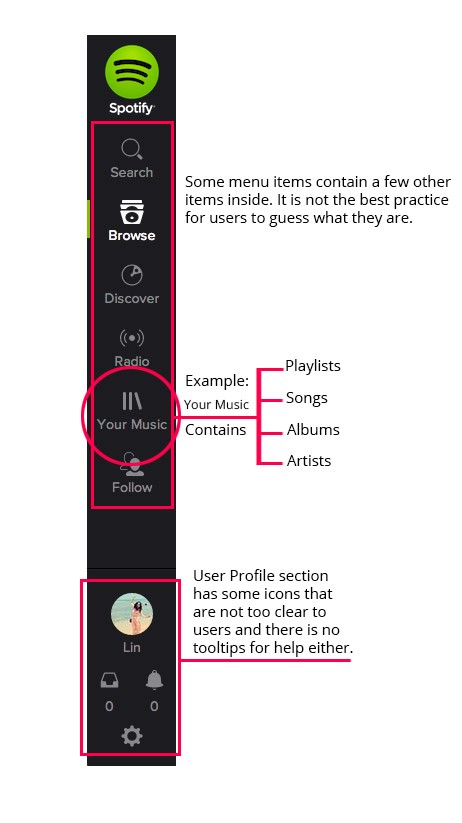 Spotify
Search
Some menu items contain a few other
items inside. It is not the best practice
for users to guess what they are.
Browse
Discover
Radio
Your Music
Follow
Example:
Your Music
Contains
Playlists
Songs
Albums
Artists
User Profile section
has some icons that
are not too clear to
users and there is no
tooltips for help either.
Lin
0 0